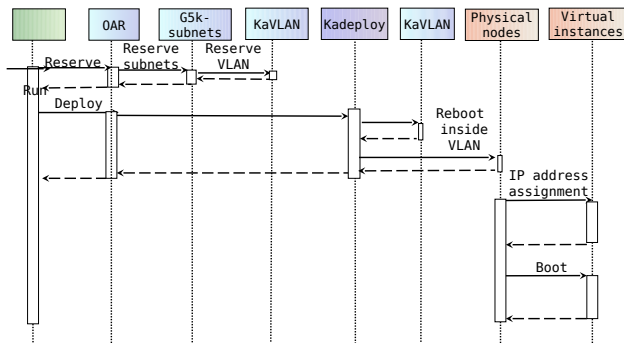 OAR
G5k-
subnets
KaVLAN
Kadeploy
KaVLAN
Physical
nodes
Virtual
instances
Reserve
Reserve
subnets
Reserve
VLAN
Run
Deploy
Reboot
inside
VLAN
IP address
assignment
Boot